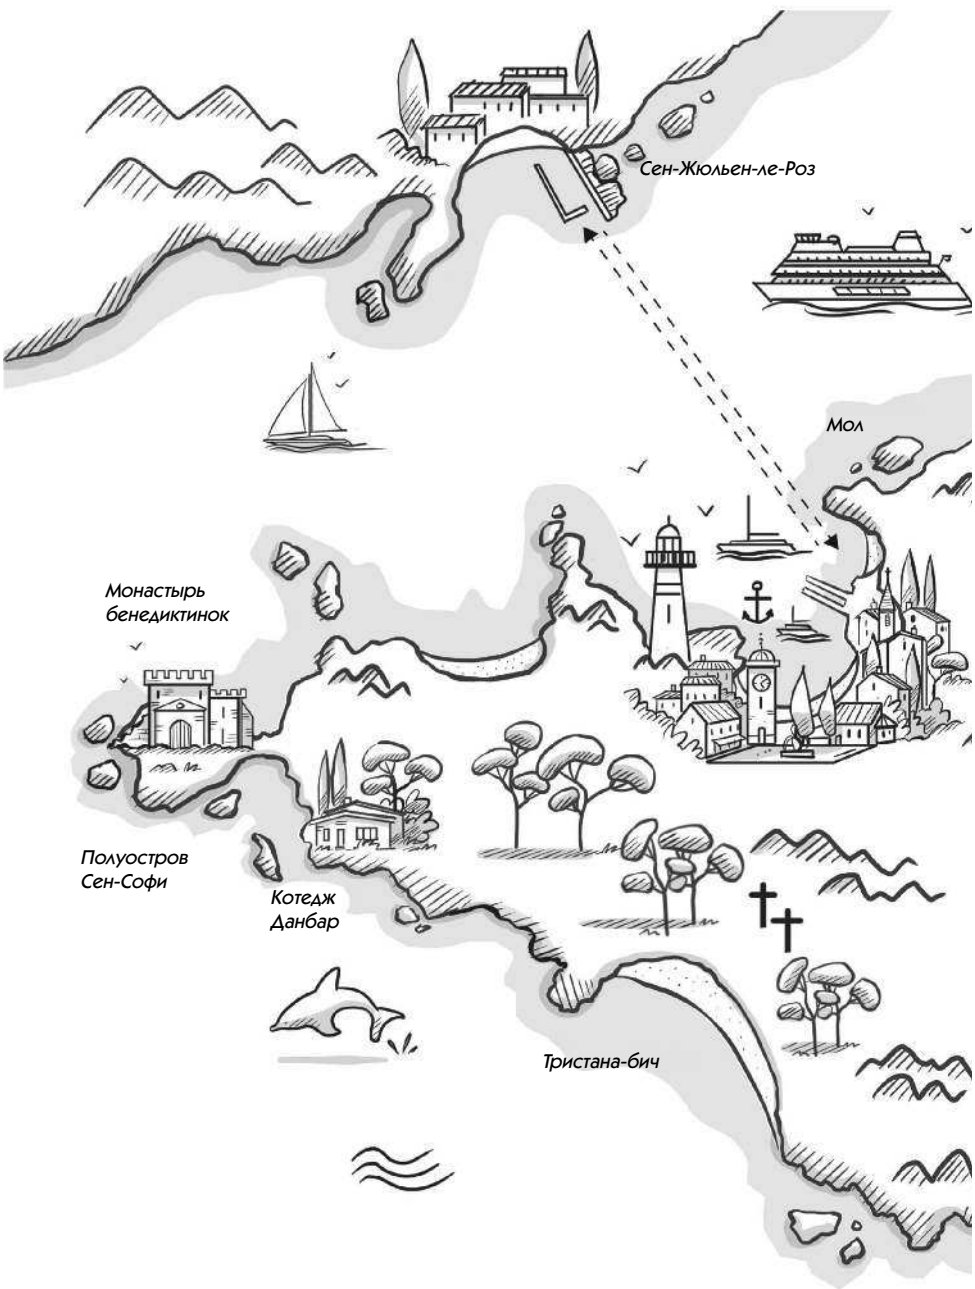 Сен-Жюльен-ле-Роз
Мол
Монастырь
бенедиктинок
Полуостров
Сен-Софи
Котедж
Данбар
Тристана-бич